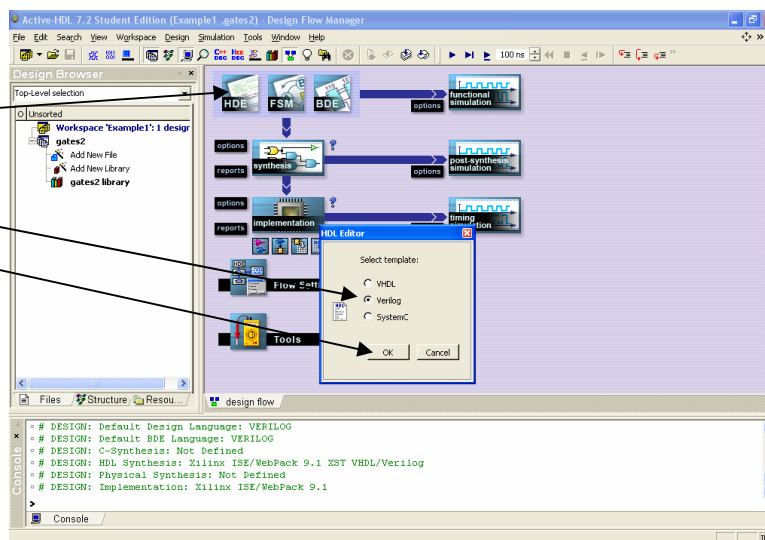 Active-HDL 7.2 Student Edition (Example1 ,gates2) - Design Flow Manager
File Edit Search View Workspace Design Simulation Tools Window Help
100 ns
Design Browser
Top-Level selection
O Unsorted
Workspace 'Example1': 1 desigr
gates2
Add New File
Add New Library
gates2 library
Files
Structure
Resou...
HDE
FSM
BDE
options
functional
simulation
options
synthesis
reports
options
post-synthesis
simulation
options
implementation
reports
timing
Flow Setti
Tools
HDL Editor
Select template:
VHDL
Verilog
SystemC
OK
Cancel
design flow
# DESIGN: Default Design Language: VERILOG
# DESIGN: Default BDE Language: VERILOG
# DESIGN: C-Synthesis: Not Defined
# DESIGN: HDL Synthesis: Xilinx ISE/WebPack 9.1 XST VHDL/Verilog
# DESIGN: Physical Synthesis: Not Defined
# DESIGN: Implementation: Xilinx ISE/WebPack 9.1
>
Console
Console